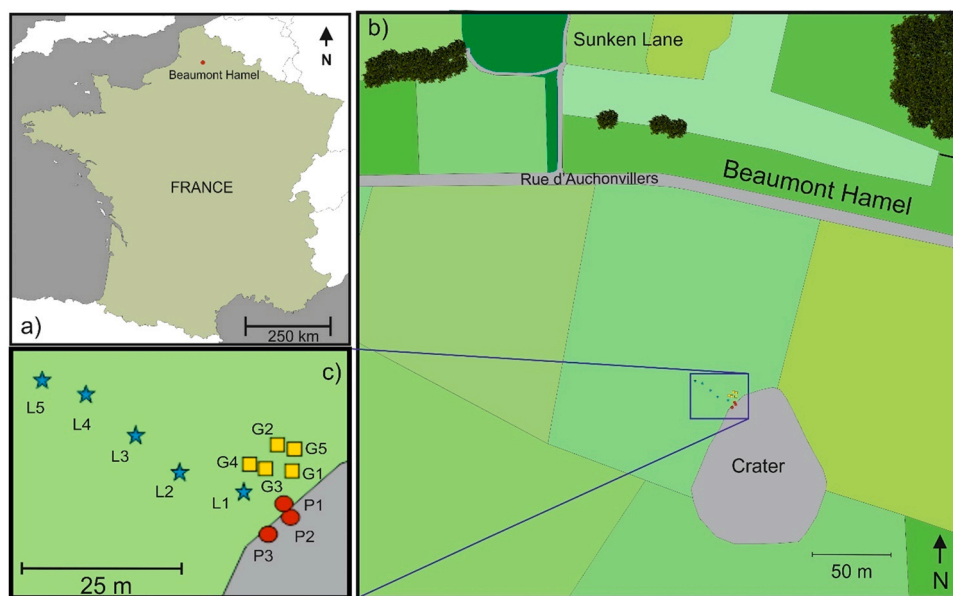 N
Beaumont Hamel
FRANCE
a)
250 km
b)
Sunken Lane
Rue d'Auchonvillers
Beaumont Hamel
Crater
50 m
N
c)
L5
L4
L3
L2
L1
G2
G5
G4
G3
G1
P1
P2
P3
25 m